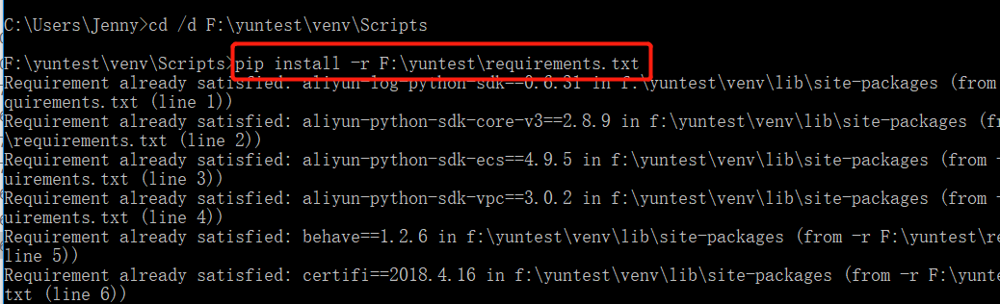 C:\Users\Jenny>cd /d F:\yuntest\venv\Scripts
F:\yuntest\venv\Scripts>pip install -r F:\yuntest\requirements.txt
Requirement already satisfied: aliyun-log-python-sdk==0.6.31 in f:\yuntest\venv\lib\site-packages (from
quirements.txt (line 1))
Requirement already satisfied: aliyun-python-sdk-core-v3==2.8.9 in f:\yuntest\venv\lib\site-packages (fr
\requirements.txt (line 2))
Requirement already satisfied: aliyun-python-sdk-ecs==4.9.5 in f:\yuntest\venv\lib\site-packages (from -
uirements.txt (line 3))
Requirement already satisfied: aliyun-python-sdk-vpc==3.0.2 in f:\yuntest\venv\lib\site-packages (from -
uirements.txt (line 4))
Requirement already satisfied: behave==1.2.6 in f:\yuntest\venv\lib\site-packages (from -r F:\yuntest\re
line 5))
Requirement already satisfied: certifi==2018.4.16 in f:\yuntest\venv\lib\site-packages (from -r F:\yunte
txt (line 6))